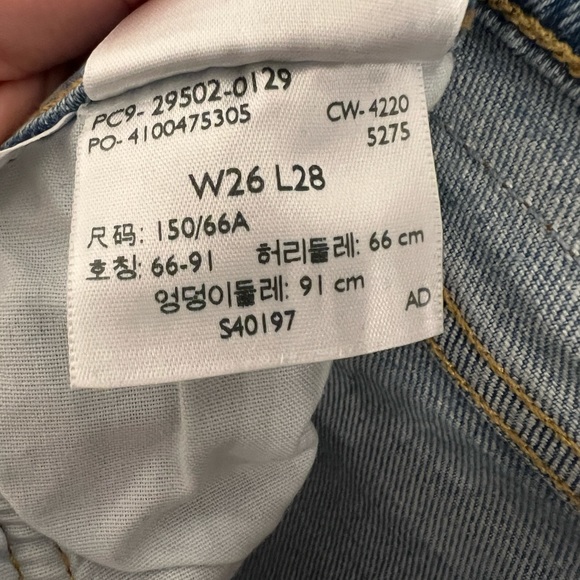 PC9- 29502-0129
PO- 4100475305
CW- 4220
5275
W26 L28
尺码: 150/66A
호칭: 66-91 허리둘레: 66 cm
엉덩이둘레: 91 cm
S40197
AD